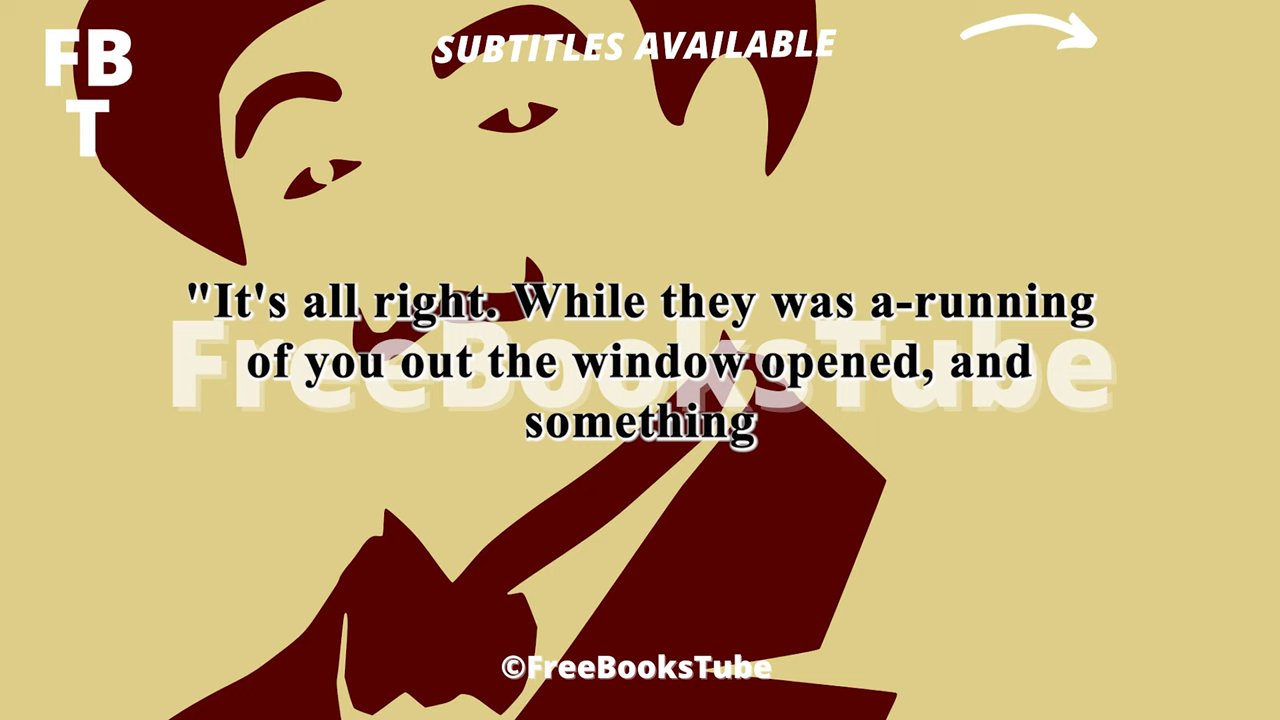 FB
T
SUBTITLES AVAILABLE
"It's all right. While they was a-running
of you out the window opened, and
something
FreeBooksTube
©FreeBooksTube